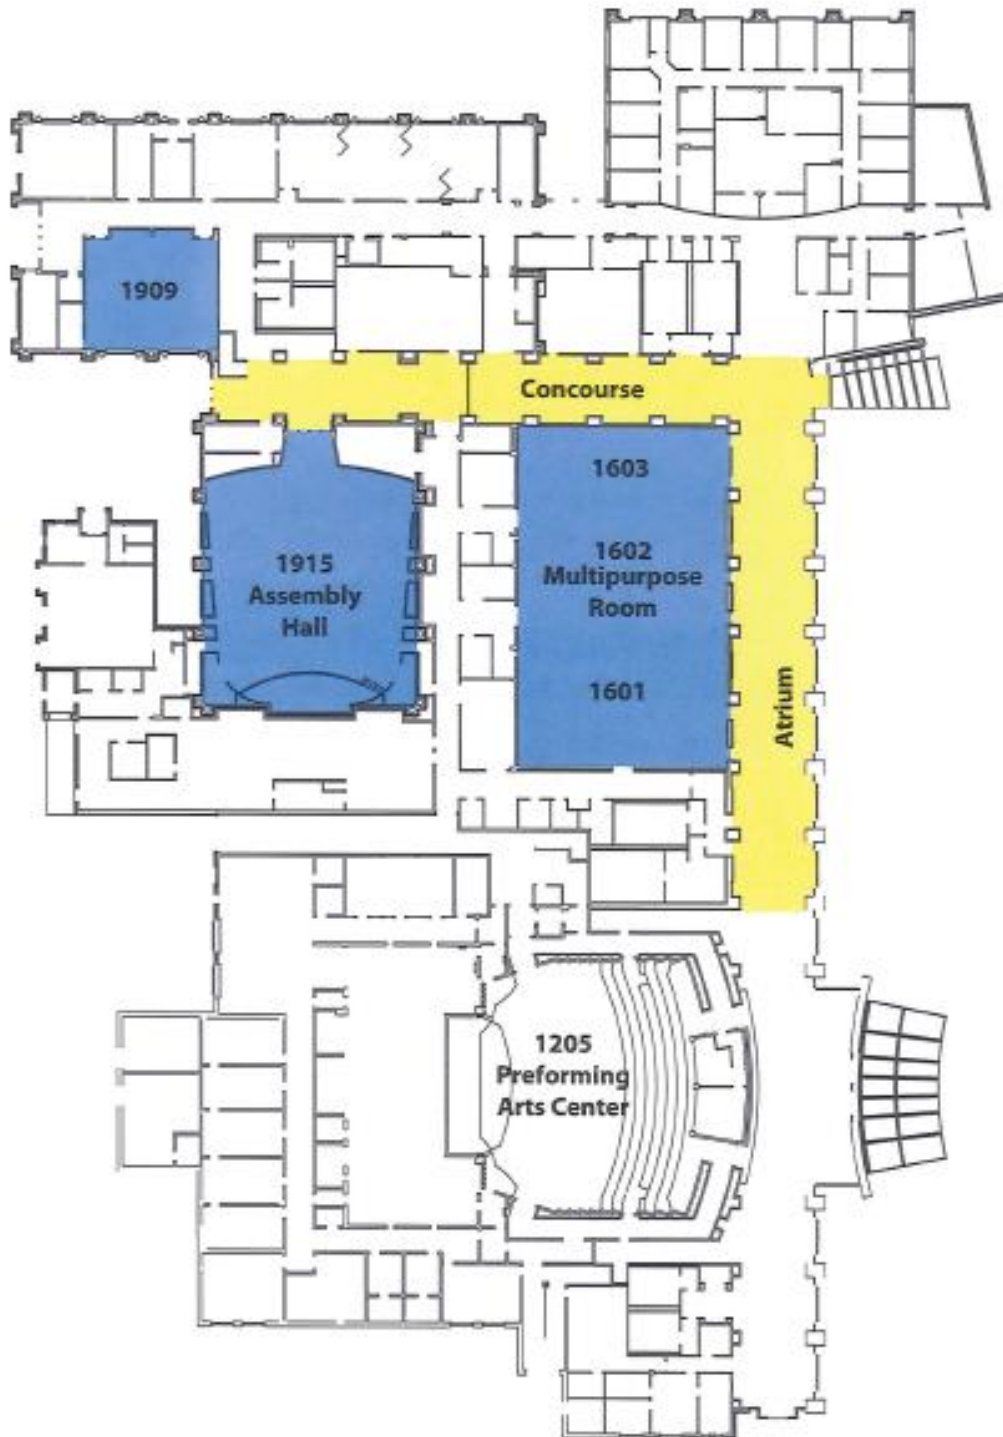 1909
Concourse
1603
1915
Assembly
Hall
1602
Multipurpose
Room
1601
Atrium
1205
Preforming
Arts Center